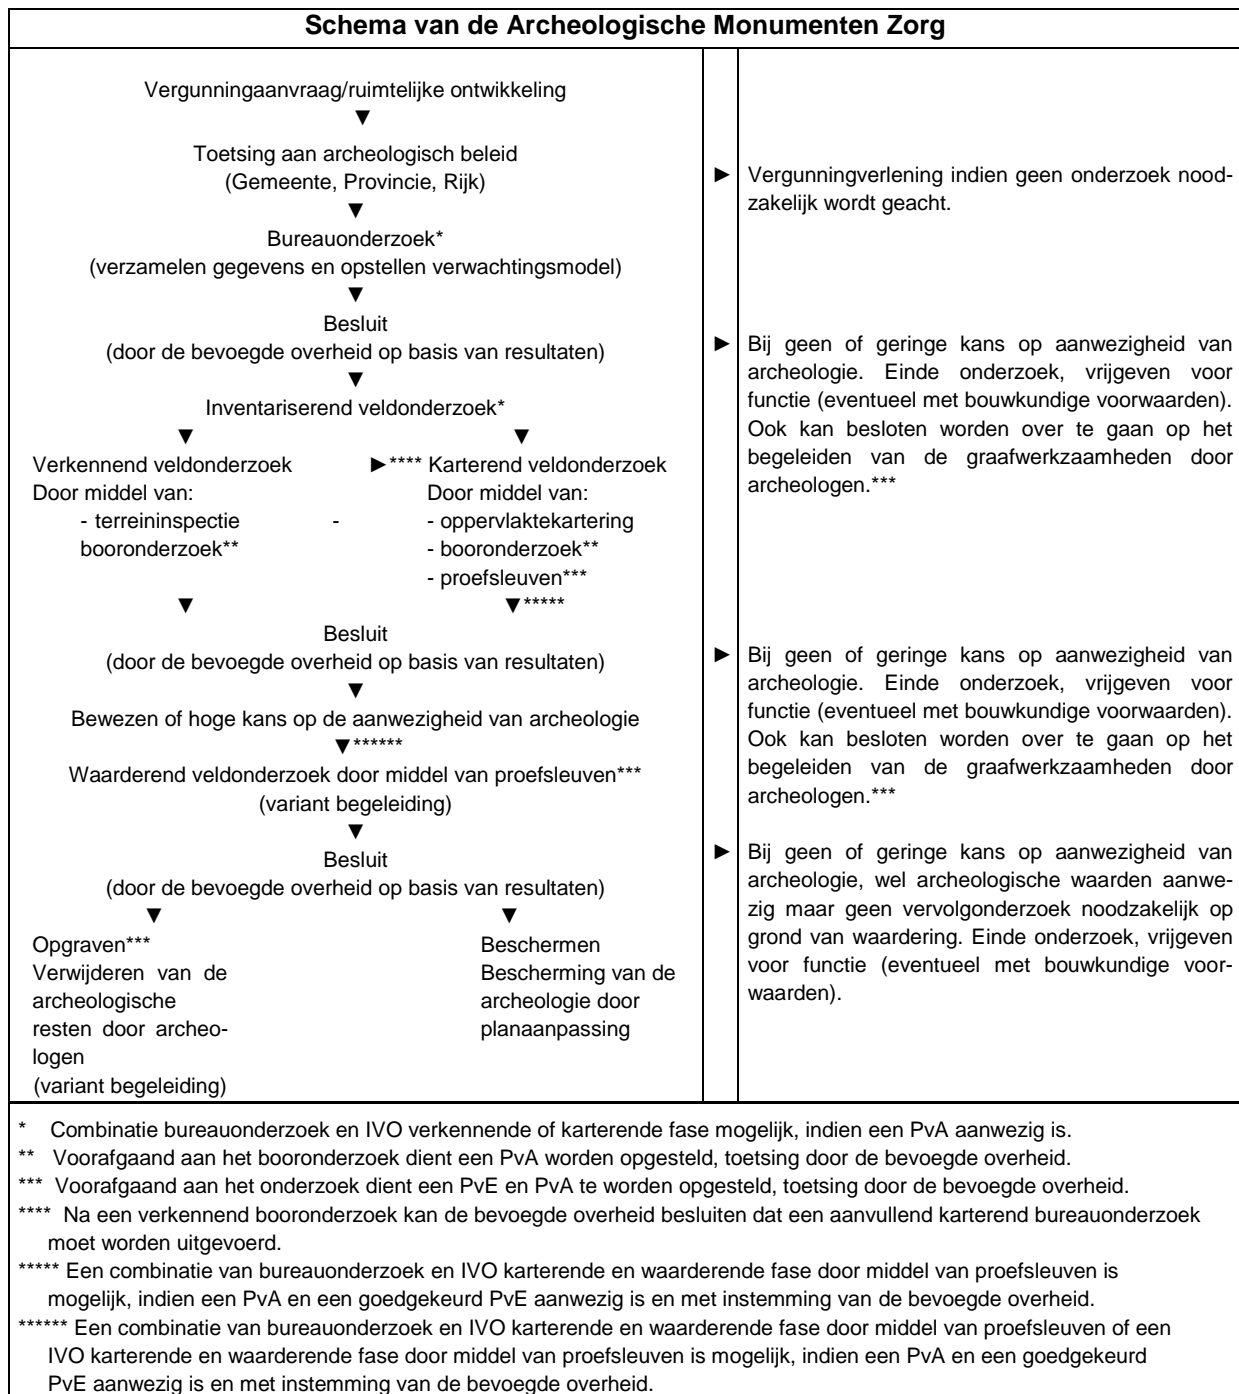 Schema van de Archeologische Monumenten Zorg
Vergunningaanvraag/ruimtelijke ontwikkeling
▼
Toetsing aan archeologisch beleid
(Gemeente, Provincie, Rijk)
▼
Bureauonderzoek*
(verzamelen gegevens en opstellen verwachtingsmodel)
▼
Besluit
(door de bevoegde overheid op basis van resultaten)
▼
Inventariserend veldonderzoek*
▼ ▼
Verkennend veldonderzoek ►**** Karterend veldonderzoek
Door middel van: Door middel van:
- terreininspectie - - oppervlaktekartering
booronderzoek** - booronderzoek**
- proefsleuven***
▼ ▼*****
Besluit
(door de bevoegde overheid op basis van resultaten)
▼
Bewezen of hoge kans op de aanwezigheid van archeologie
▼******
Waarderend veldonderzoek door middel van proefsleuven***
(variant begeleiding)
▼
Besluit
(door de bevoegde overheid op basis van resultaten)
▼ ▼
Opgraven***
Verwijderen van de
archeologische
resten door archeo-
logen
(variant begeleiding)
Beschermen
Bescherming van de
archeologie door
planaanpassing
► Vergunningverlening indien geen onderzoek nood-
zakelijk wordt geacht.
► Bij geen of geringe kans op aanwezigheid van
archeologie. Einde onderzoek, vrijgeven voor
functie (eventueel met bouwkundige voorwaarden).
Ook kan besloten worden over te gaan op het
begeleiden van de graafwerkzaamheden door
archeologen.***
► Bij geen of geringe kans op aanwezigheid van
archeologie. Einde onderzoek, vrijgeven voor
functie (eventueel met bouwkundige voorwaarden).
Ook kan besloten worden over te gaan op het
begeleiden van de graafwerkzaamheden door
archeologen.***
► Bij geen of geringe kans op aanwezigheid van
archeologie, wel archeologische waarden aanwe-
zig maar geen vervolgonderzoek noodzakelijk op
grond van waardering. Einde onderzoek, vrijgeven
voor functie (eventueel met bouwkundige voor-
waarden).
* Combinatie bureauonderzoek en IVO verkennende of karterende fase mogelijk, indien een PvA aanwezig is.
** Voorafgaand aan het booronderzoek dient een PvA worden opgesteld, toetsing door de bevoegde overheid.
*** Voorafgaand aan het onderzoek dient een PvE en PvA te worden opgesteld, toetsing door de bevoegde overheid.
**** Na een verkennend booronderzoek kan de bevoegde overheid besluiten dat een aanvullend karterend bureauonderzoek
moet worden uitgevoerd.
***** Een combinatie van bureauonderzoek en IVO karterende en waarderende fase door middel van proefsleuven is
mogelijk, indien een PvA en een goedgekeurd PvE aanwezig is en met instemming van de bevoegde overheid.
****** Een combinatie van bureauonderzoek en IVO karterende en waarderende fase door middel van proefsleuven of een
IVO karterende en waarderende fase door middel van proefsleuven is mogelijk, indien een PvA en een goedgekeurd
PvE aanwezig is en met instemming van de bevoegde overheid.